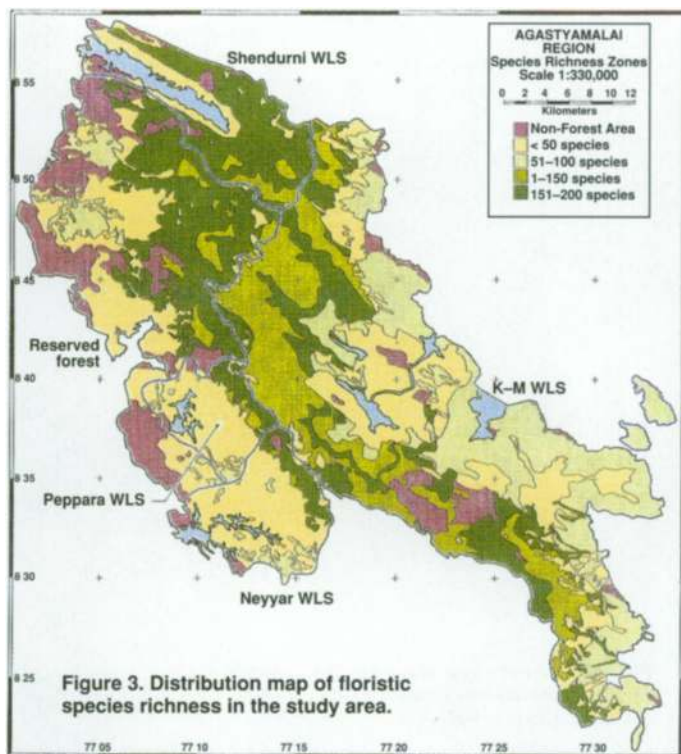 Shendurni WLS
AGASTYAMALAI
REGION
Species Richness Zones
Scale 1:330,000
0 2 4 6 8 10 12
Kilometers
Non-Forest Area
< 50 species
51–100 species
1–150 species
151–200 species
8 55
8 50
8 45
Reserved
forest
8 40
K–M WLS
8 35
Peppara WLS
8 30
Neyyar WLS
8 25
Figure 3. Distribution map of floristic
species richness in the study area.
77 05 77 10 77 15 77 20 77 25 77 30